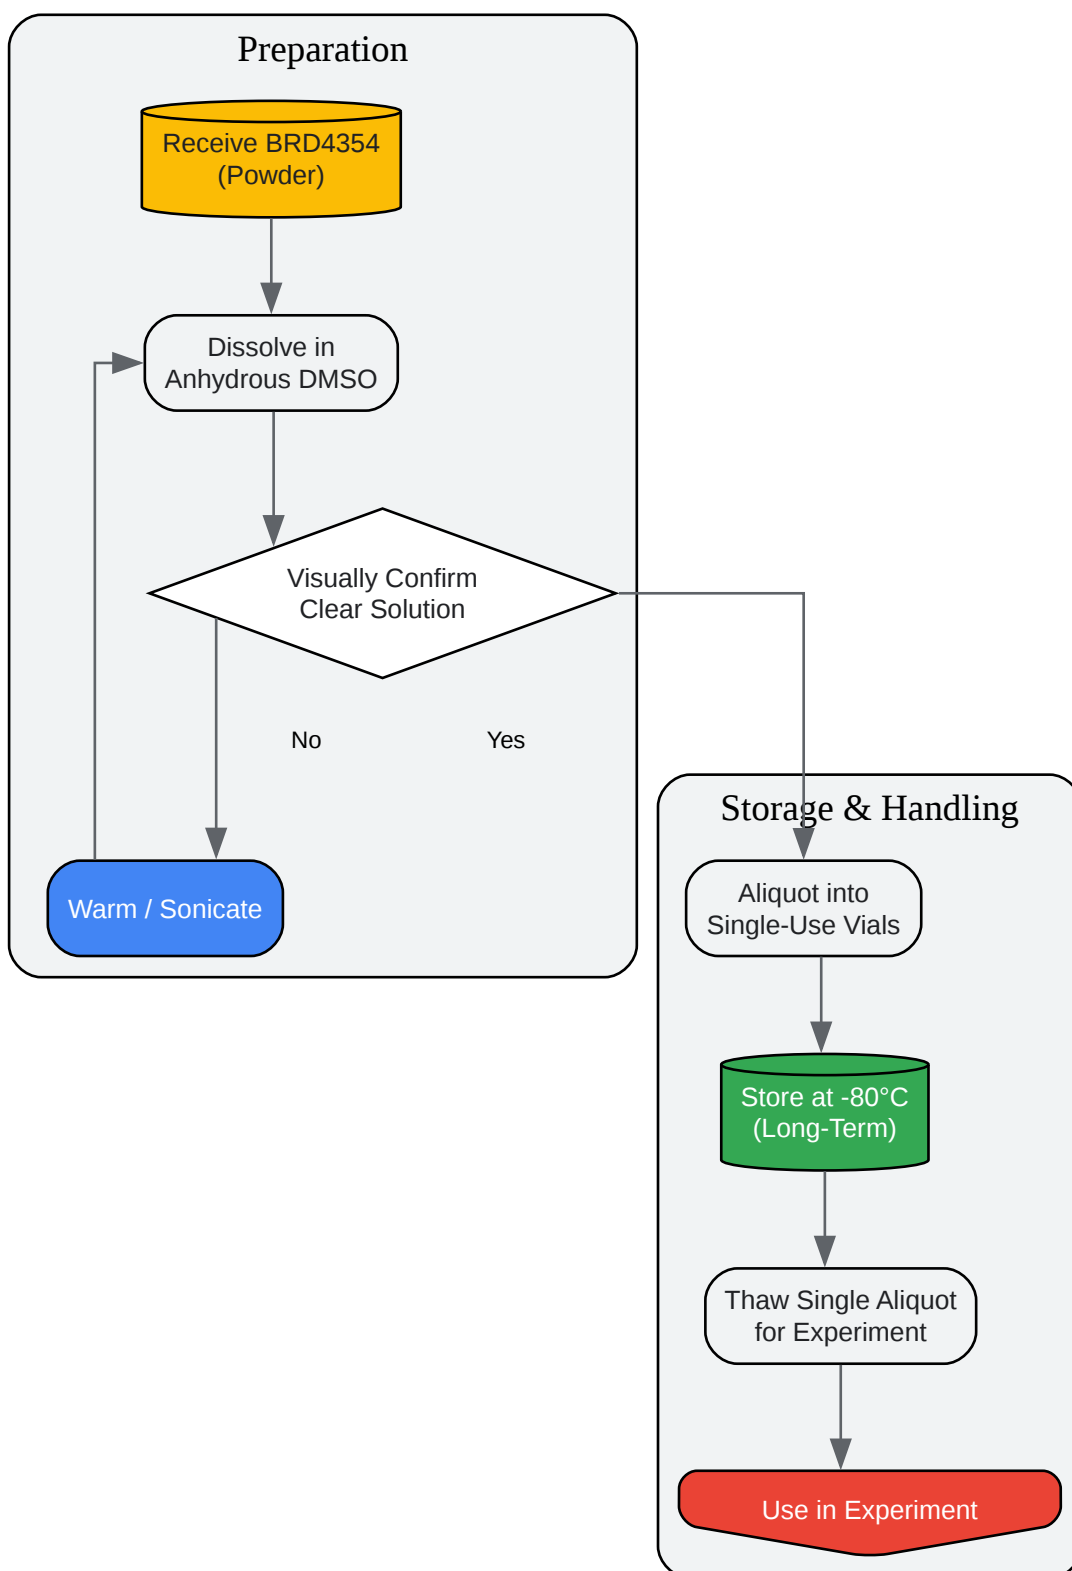 Preparation
Receive BRD4354
(Powder)
Dissolve in
Anhydrous DMSO
Visually Confirm
Clear Solution
No
Yes
Warm / Sonicate
Storage & Handling
Aliquot into
Single-Use Vials
Store at -80°C
(Long-Term)
Thaw Single Aliquot
for Experiment
Use in Experiment